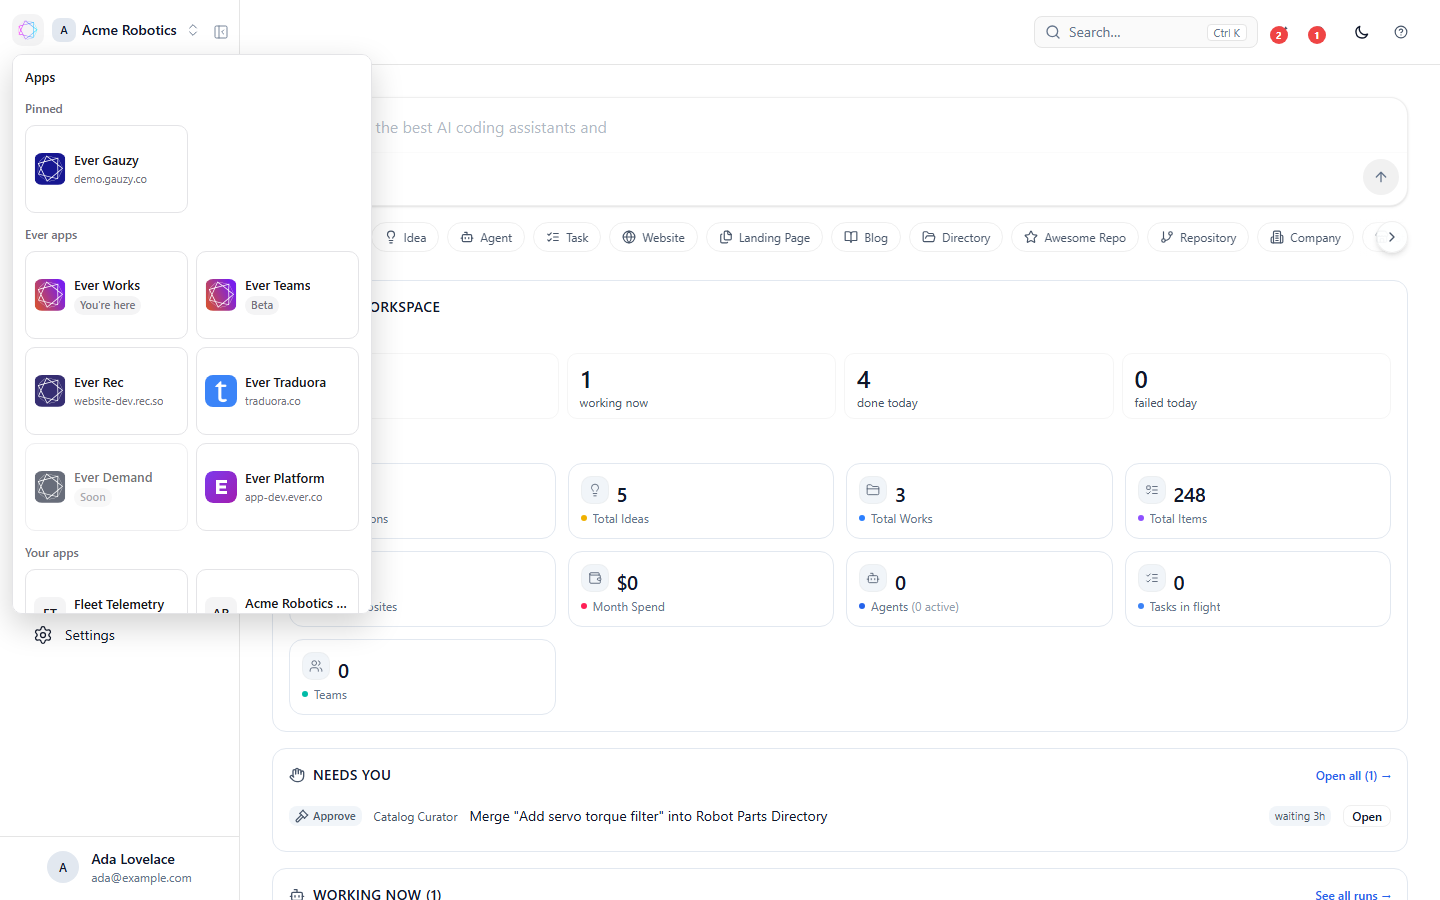 A Acme Robotics
Search... Ctrl K
2
1
Apps
Pinned
Ever Gauzy
demo.gauzy.co
Ever apps
Ever Works
You're here
Ever Teams
Beta
Ever Rec
website-dev.rec.so
Ever Traduora
traduora.co
Ever Demand
Soon
Ever Platform
app-dev.ever.co
Your apps
Fleet Telemetry
Acme Robotics ...
Settings
Ada Lovelace
ada@example.com
A
the best AI coding assistants and
Idea
Agent
Task
Website
Landing Page
Blog
Directory
Awesome Repo
Repository
Company
ORKSPACE
1
working now
4
done today
0
failed today
ons
5
Total Ideas
3
Total Works
248
Total Items
osites
$0
Month Spend
0
Agents (0 active)
0
Tasks in flight
0
Teams
NEEDS YOU
Open all (1) →
Approve Catalog Curator Merge "Add servo torque filter" into Robot Parts Directory waiting 3h Open
WORKING NOW (1)
See all runs →